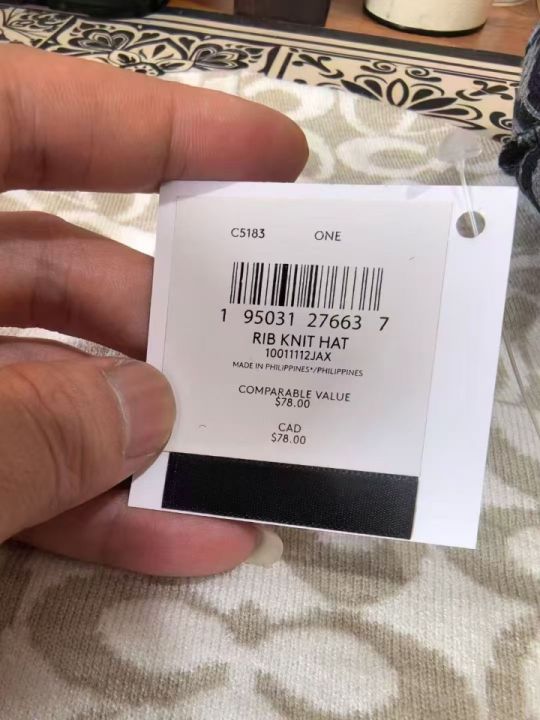 C5183 ONE
1 95031 27663 7
RIB KNIT HAT
10011112JAX
MADE IN PHILIPPINES*/PHILIPPINES
COMPARABLE VALUE
$78.00
CAD
$78.00